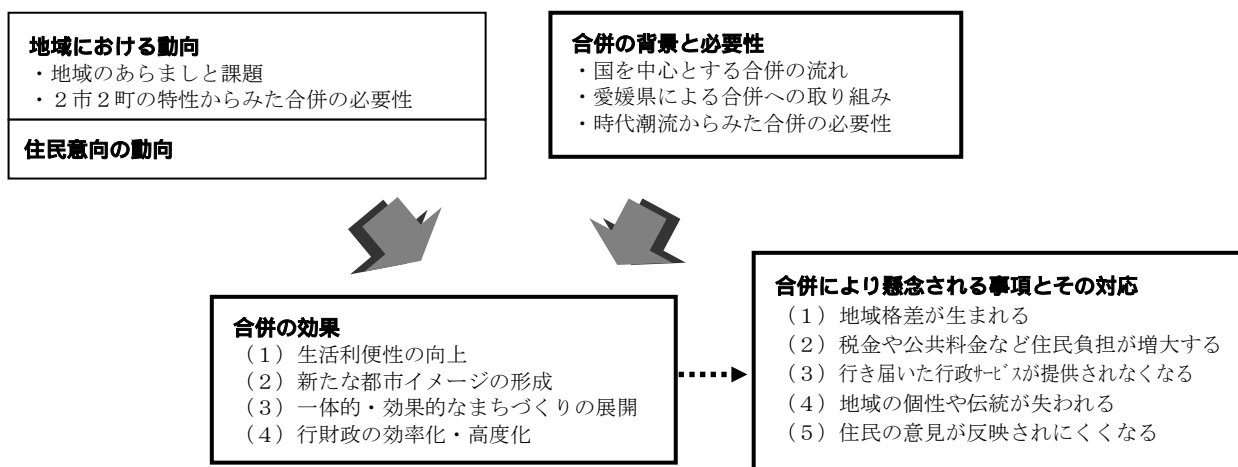 地域における動向
・地域のあらましと課題
・２市２町の特性からみた合併の必要性
住民意向の動向
合併の背景と必要性
・国を中心とする合併の流れ
・愛媛県による合併への取り組み
・時代潮流からみた合併の必要性
合併の効果
（１）生活利便性の向上
（２）新たな都市イメージの形成
（３）一体的・効果的なまちづくりの展開
（４）行財政の効率化・高度化
合併により懸念される事項とその対応
（１）地域格差が生まれる
（２）税金や公共料金など住民負担が増大する
（３）行き届いた行政ｻｰﾋﾞｽが提供されなくなる
（４）地域の個性や伝統が失われる
（５）住民の意見が反映されにくくなる